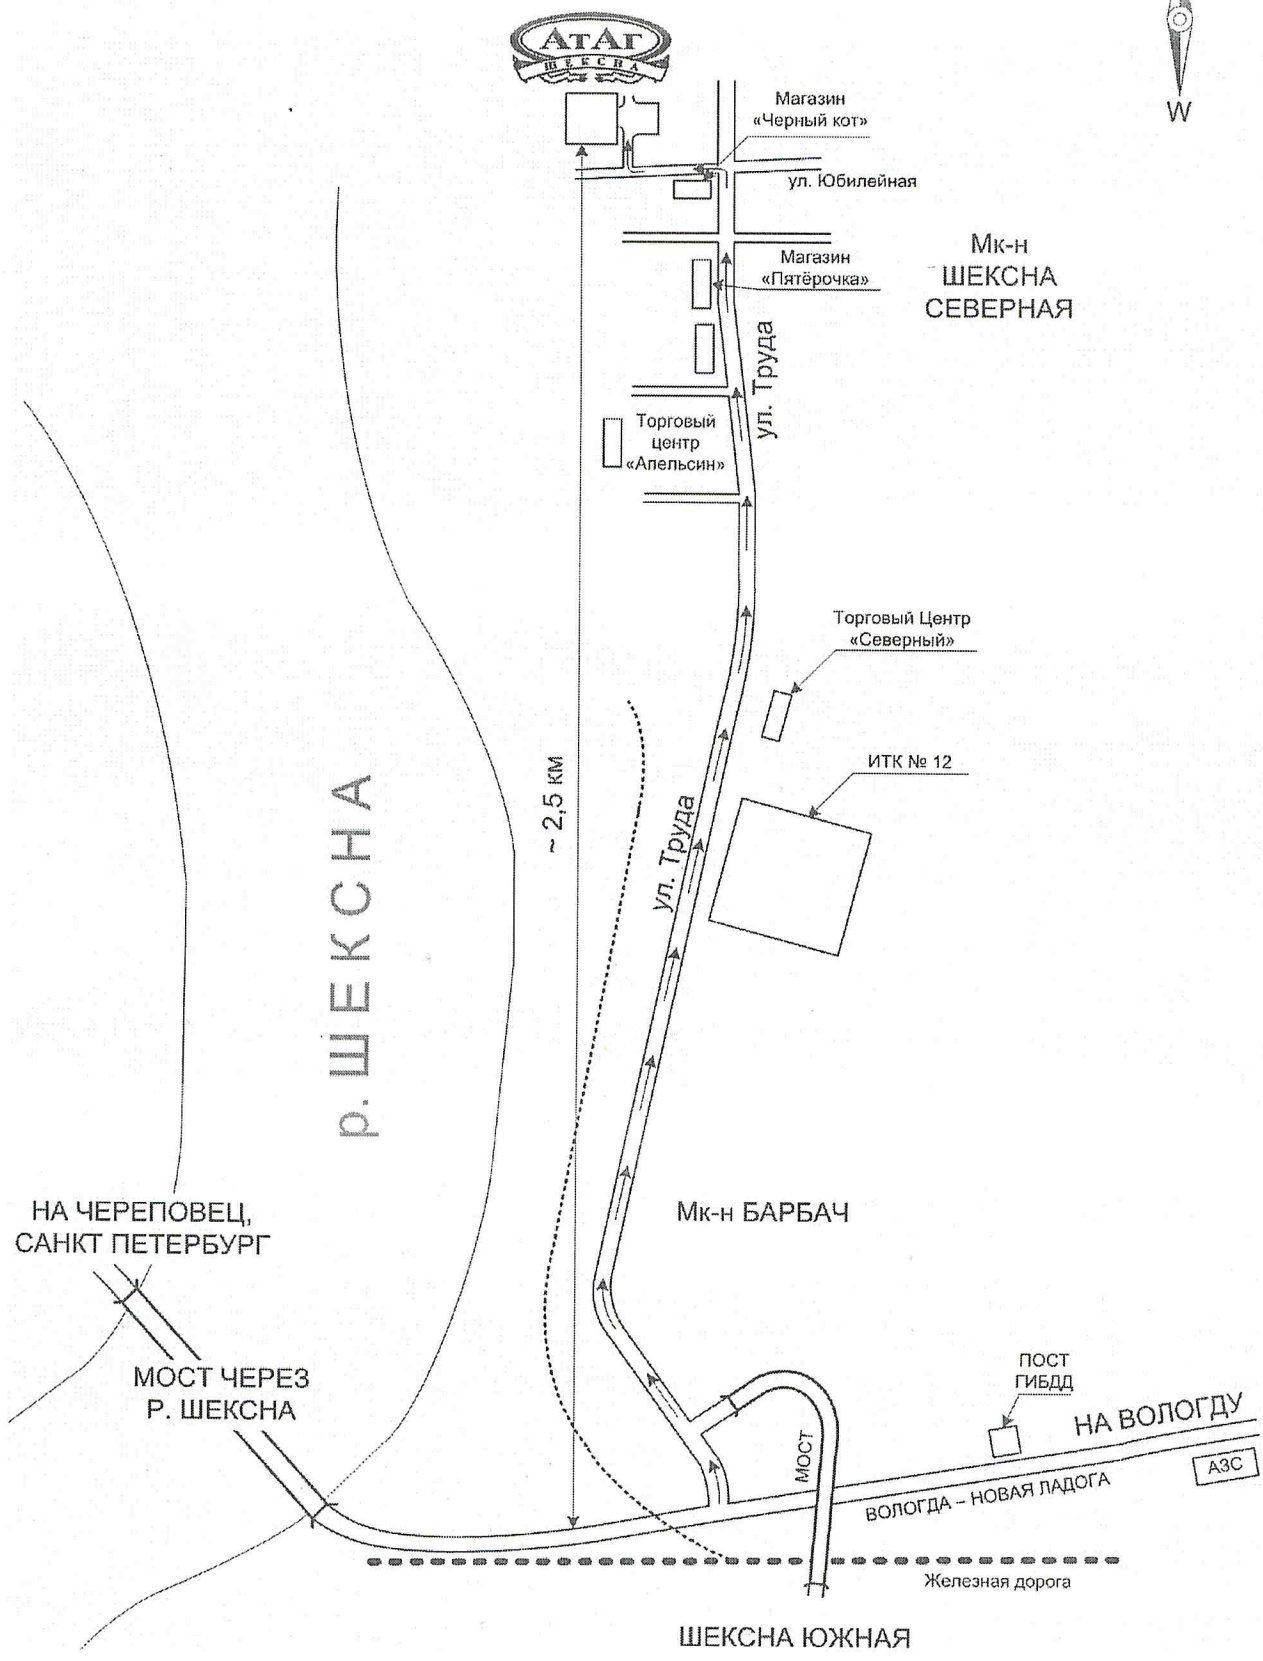 АтАг
ШЕКСНА
W
Магазин
«Черный кот»
ул. Юбилейная
Мк-н
ШЕКСНА
СЕВЕРНАЯ
Магазин
«Пятёрочка»
ул. Труда
Торговый
центр
«Апельсин»
Торговый Центр
«Северный»
~ 2,5 км
ИТК № 12
ул. Труда
р. ШЕКСНА
НА ЧЕРЕПОВЕЦ,
САНКТ ПЕТЕРБУРГ
Мк-н БАРБАЧ
МОСТ ЧЕРЕЗ
Р. ШЕКСНА
ПОСТ
ГИБДД
НА ВОЛОГДУ
МОСТ
АЗС
ВОЛОГДА – НОВАЯ ЛАДОГА
Железная дорога
ШЕКСНА ЮЖНАЯ